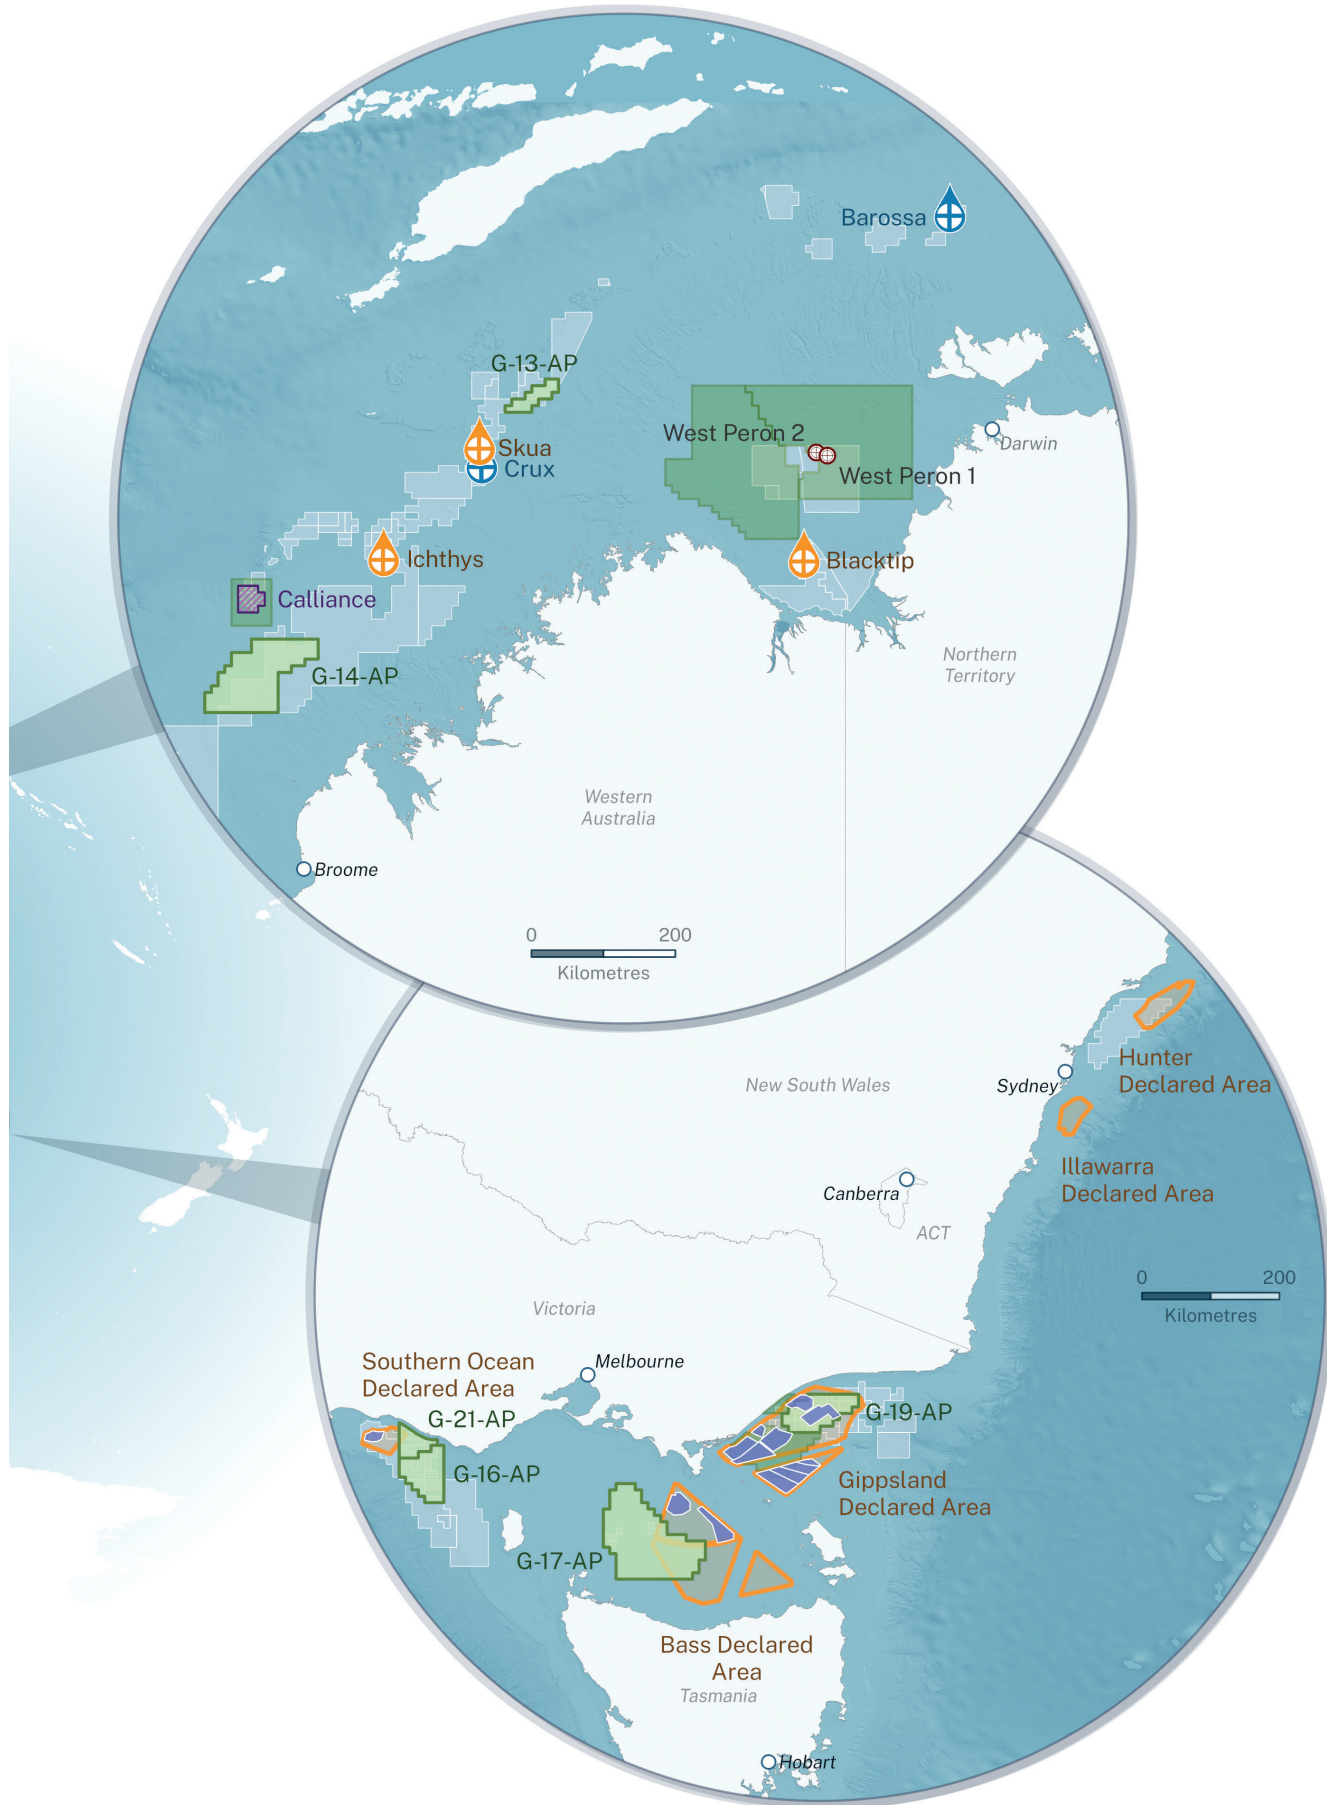 Barossa
G-13-AP
West Peron 2
Darwin
Skua
Crux
West Peron 1
Ichthys
Blacktip
Calliance
Northern
Territory
G-14-AP
Western
Australia
Broome
0 200
Kilometres
Hunter
Declared Area
New South Wales
Sydney
Illawarra
Declared Area
Canberra
ACT
0 200
Kilometres
Victoria
Southern Ocean
Declared Area
Melbourne
G-21-AP
G-19-AP
G-16-AP
Gippsland
Declared Area
G-17-AP
Bass Declared
Area
Tasmania
Hobart